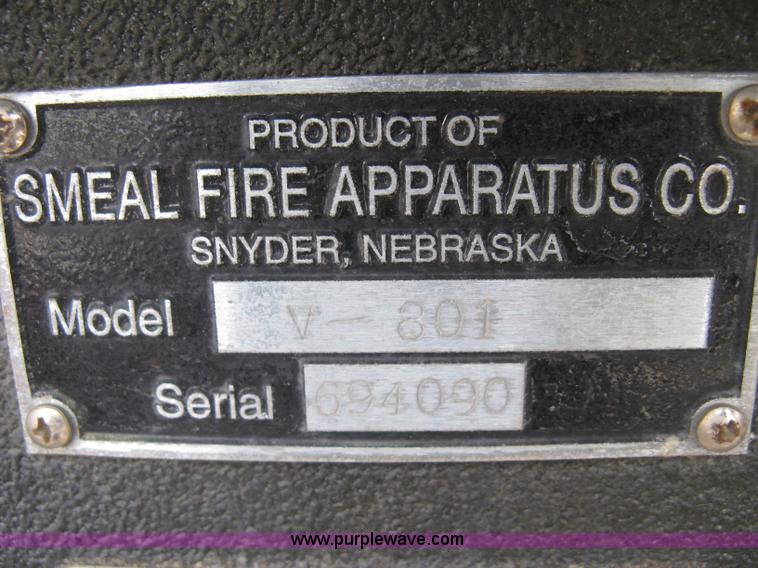 PRODUCT OF
SMEAL FIRE APPARATUS CO.
SNYDER, NEBRASKA
Model V-801
Serial 694090
www.purplewave.com